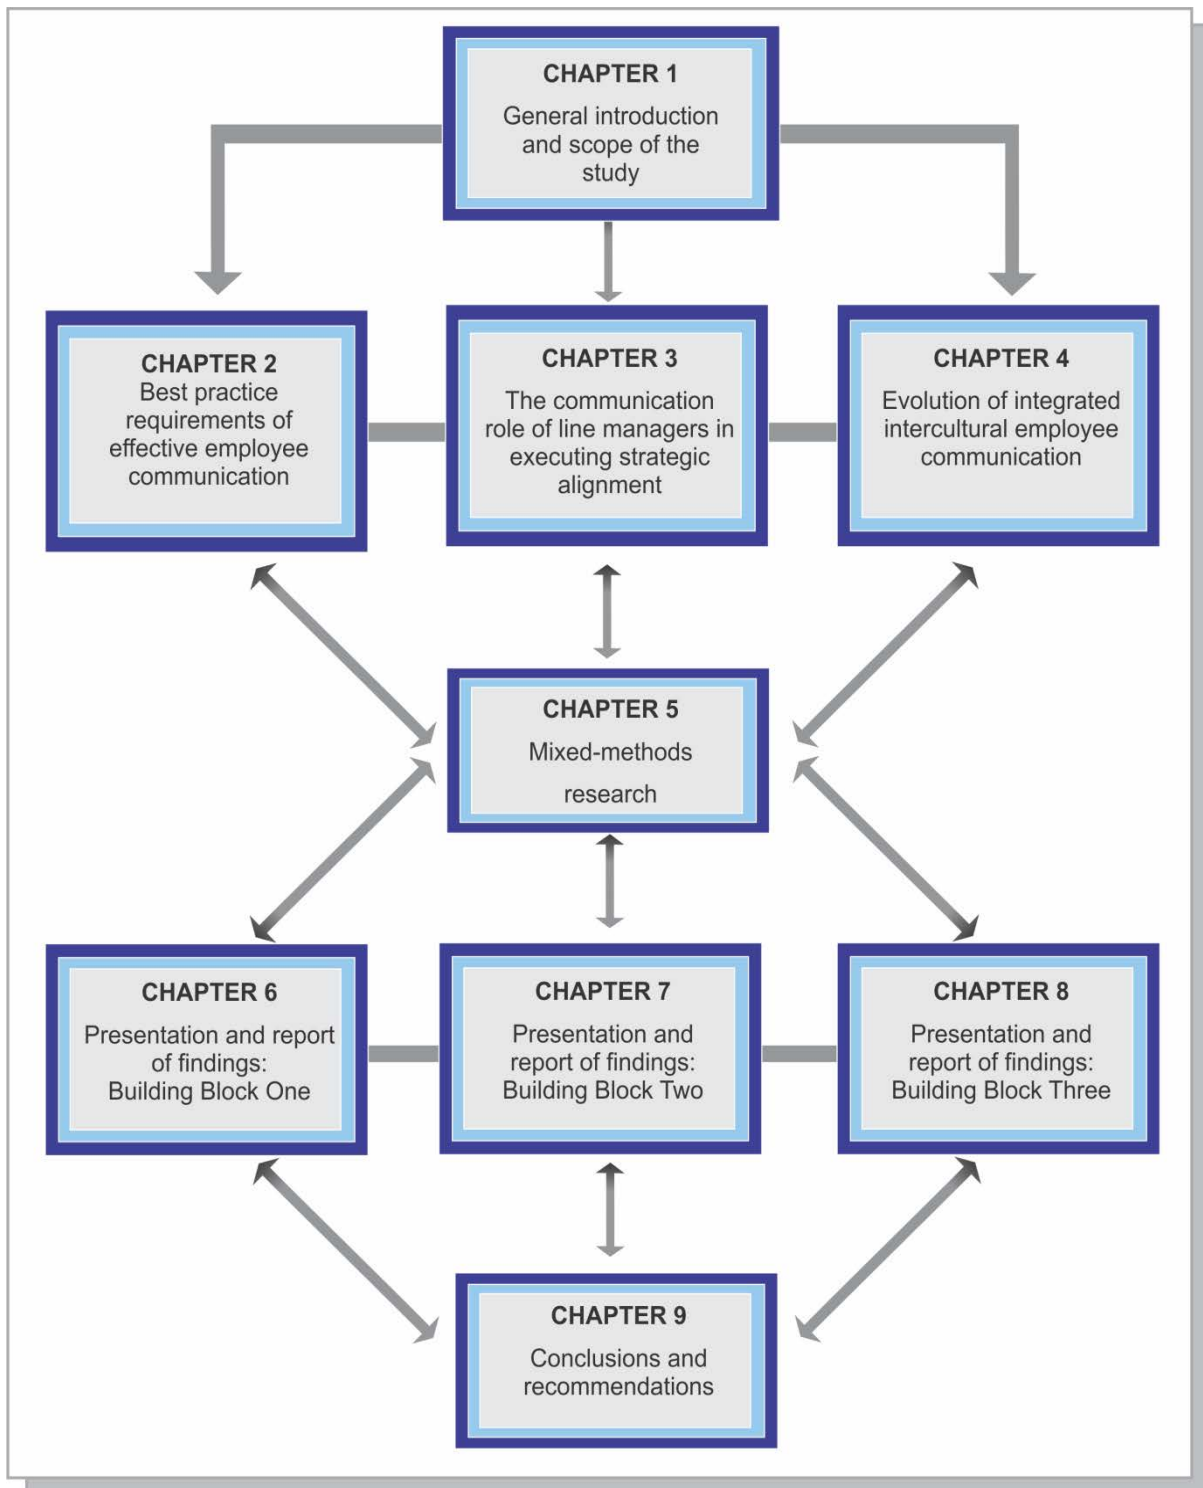 CHAPTER 1
General introduction
and scope of the
study
CHAPTER 2
Best practice
requirements of
effective employee
communication
CHAPTER 3
The communication
role of line managers in
executing strategic
alignment
CHAPTER 4
Evolution of integrated
intercultural employee
communication
CHAPTER 5
Mixed-methods
research
CHAPTER 6
Presentation and report
of findings:
Building Block One
CHAPTER 7
Presentation and
report of findings:
Building Block Two
CHAPTER 8
Presentation and
report of findings:
Building Block Three
CHAPTER 9
Conclusions and
recommendations